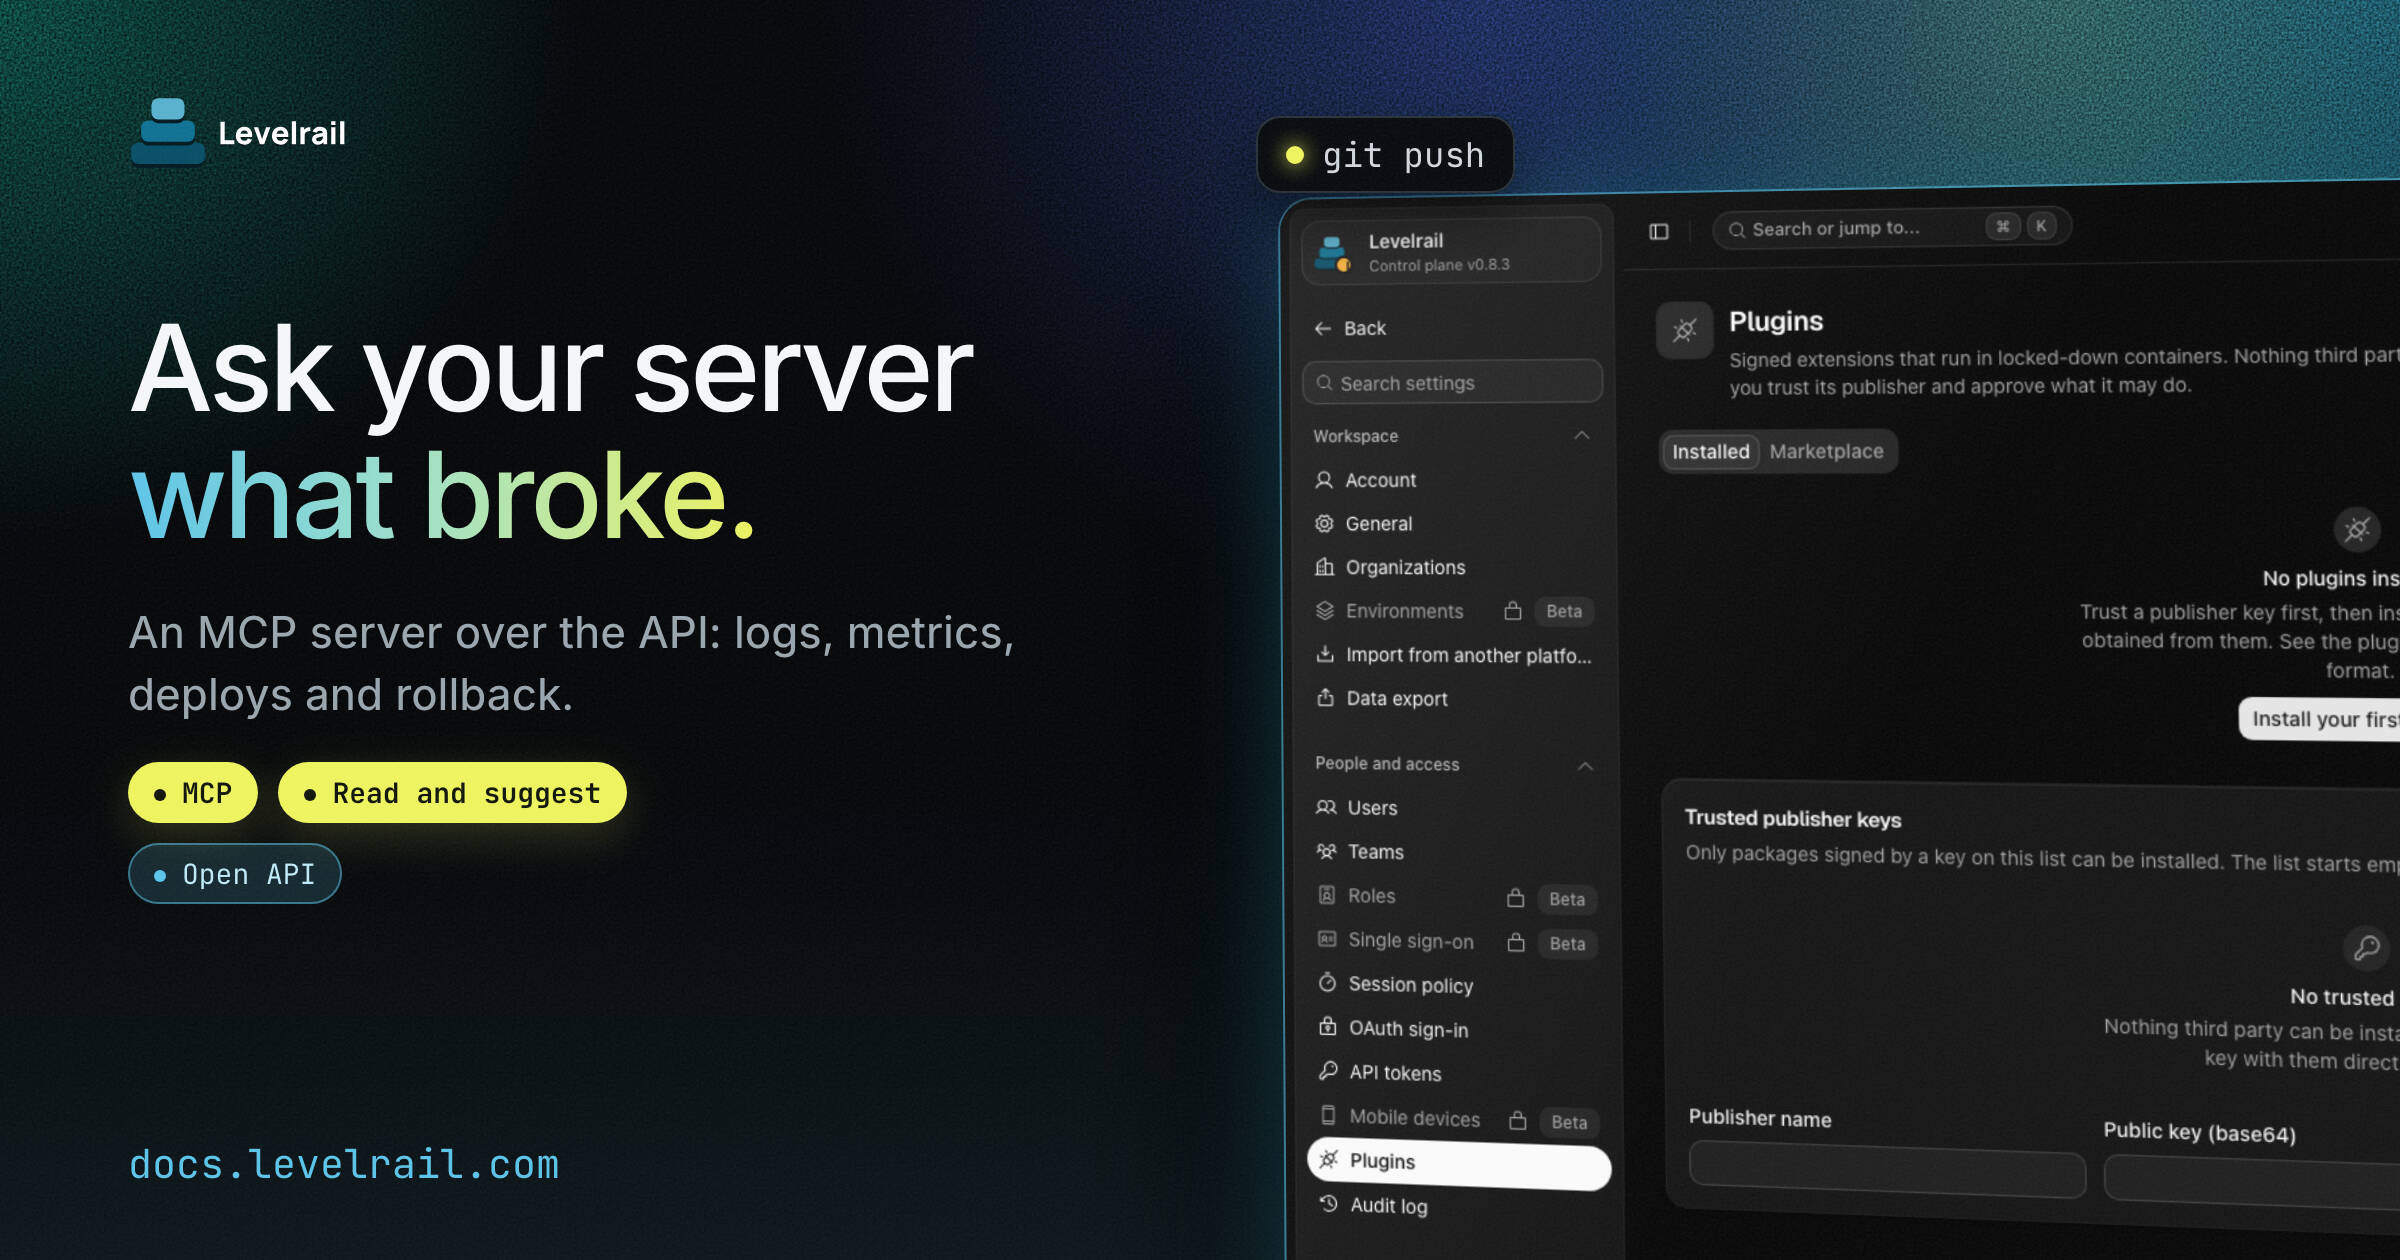 Levelrail
Ask your server
what broke.
An MCP server over the API: logs, metrics,
deploys and rollback.
MCP
Read and suggest
Open API
docs.levelrail.com
git push
Levelrail
Control plane v0.8.3
Back
Search settings
Workspace
Account
General
Organizations
Environments Beta
Import from another platfo...
Data export
People and access
Users
Teams
Roles Beta
Single sign-on Beta
Session policy
OAuth sign-in
API tokens
Mobile devices Beta
Plugins
Audit log
Search or jump to... ⌘ K
Plugins
Signed extensions that run in locked-down containers. Nothing third part
you trust its publisher and approve what it may do.
Installed Marketplace
No plugins ins
Trust a publisher key first, then ins
obtained from them. See the plug
format.
Install your first
Trusted publisher keys
Only packages signed by a key on this list can be installed. The list starts emp
No trusted
Nothing third party can be insta
key with them direct
Publisher name
Public key (base64)